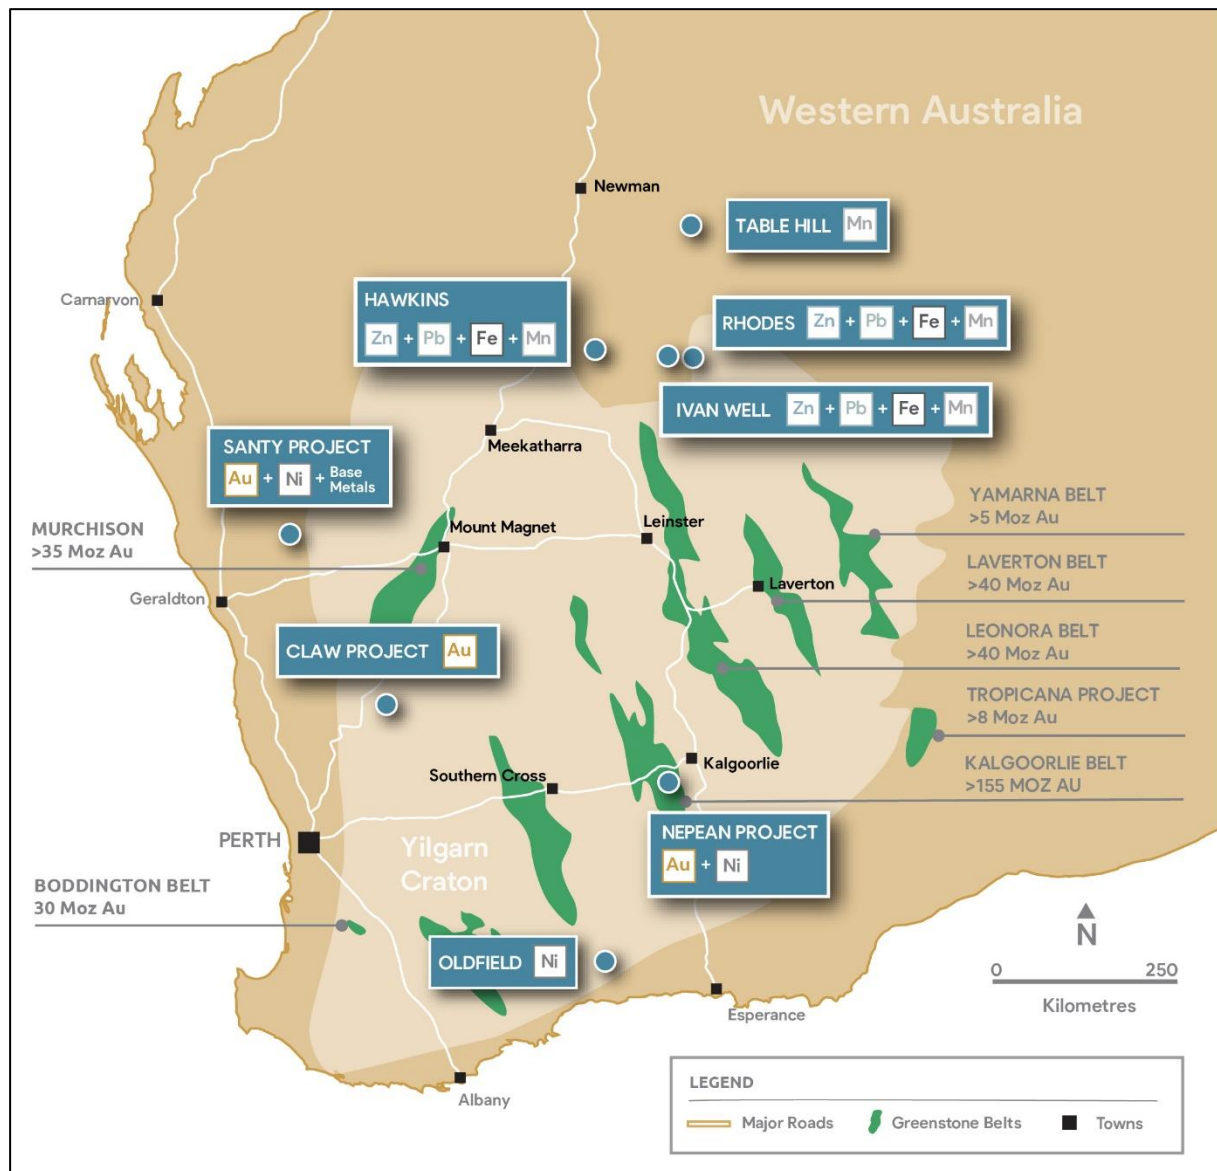 Western Australia
Newman
TABLE HILL Mn
Carnarvon
HAWKINS
Zn + Pb + Fe + Mn
RHODES Zn + Pb + Fe + Mn
IVAN WELL Zn + Pb + Fe + Mn
Meekatharra
SANTY PROJECT
Au + Ni + Base
Metals
MURCHISON
>35 Moz Au
Mount Magnet
Leinster
YAMARNA BELT
>5 Moz Au
Geraldton
Laverton
LAVERTON BELT
>40 Moz Au
CLAW PROJECT Au
LEONORA BELT
>40 Moz Au
TROPICANA PROJECT
>8 Moz Au
Southern Cross
Kalgoorlie
KALGOORLIE BELT
>155 MOZ AU
PERTH
Yilgarn
Craton
NEPEAN PROJECT
Au + Ni
BODDINGTON BELT
30 Moz Au
OLDFIELD Ni
N
0 250
Kilometres
Esperance
Albany
LEGEND
Major Roads Greenstone Belts Towns